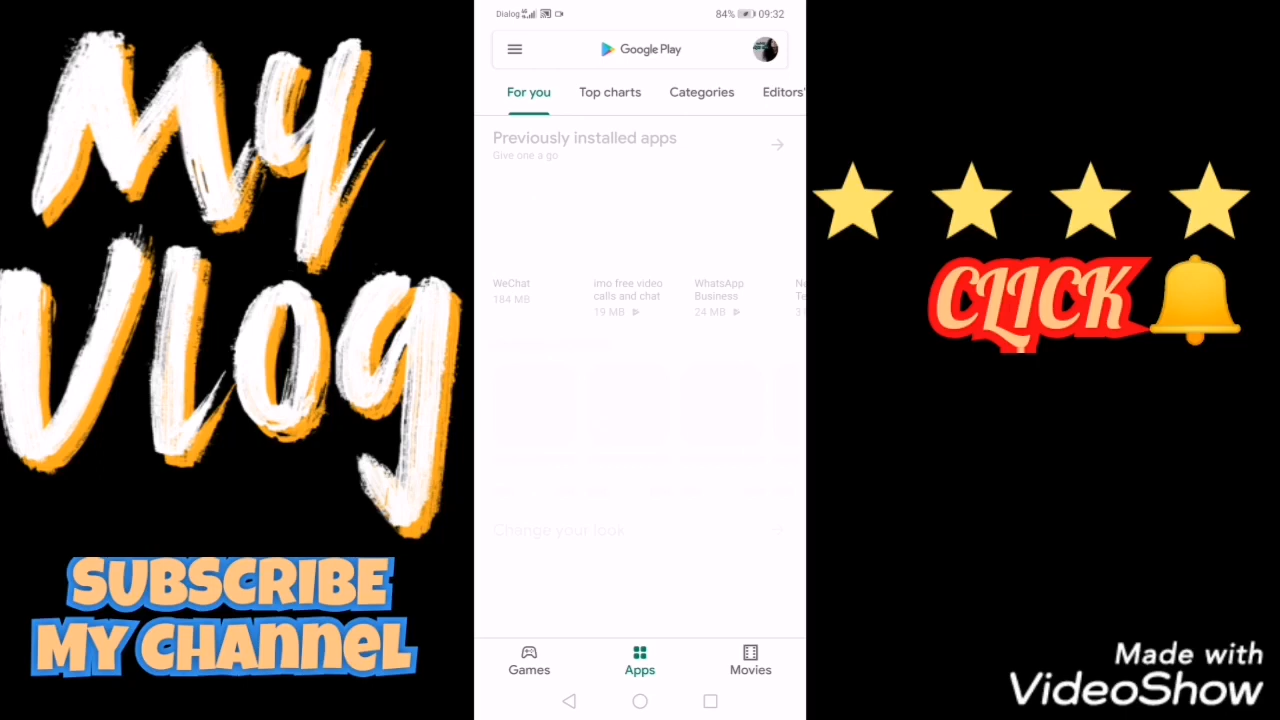 My
Vlog
SUBSCRIBE
MY CHANNEL
Dialog 84% 09:32
Google Play
For you Top charts Categories Editors'
Previously installed apps
Give one a go
WeChat
184 MB
imo free video
calls and chat
19 MB
WhatsApp
Business
24 MB
Change your look
Games Apps Movies
CLICK
Made with
VideoShow